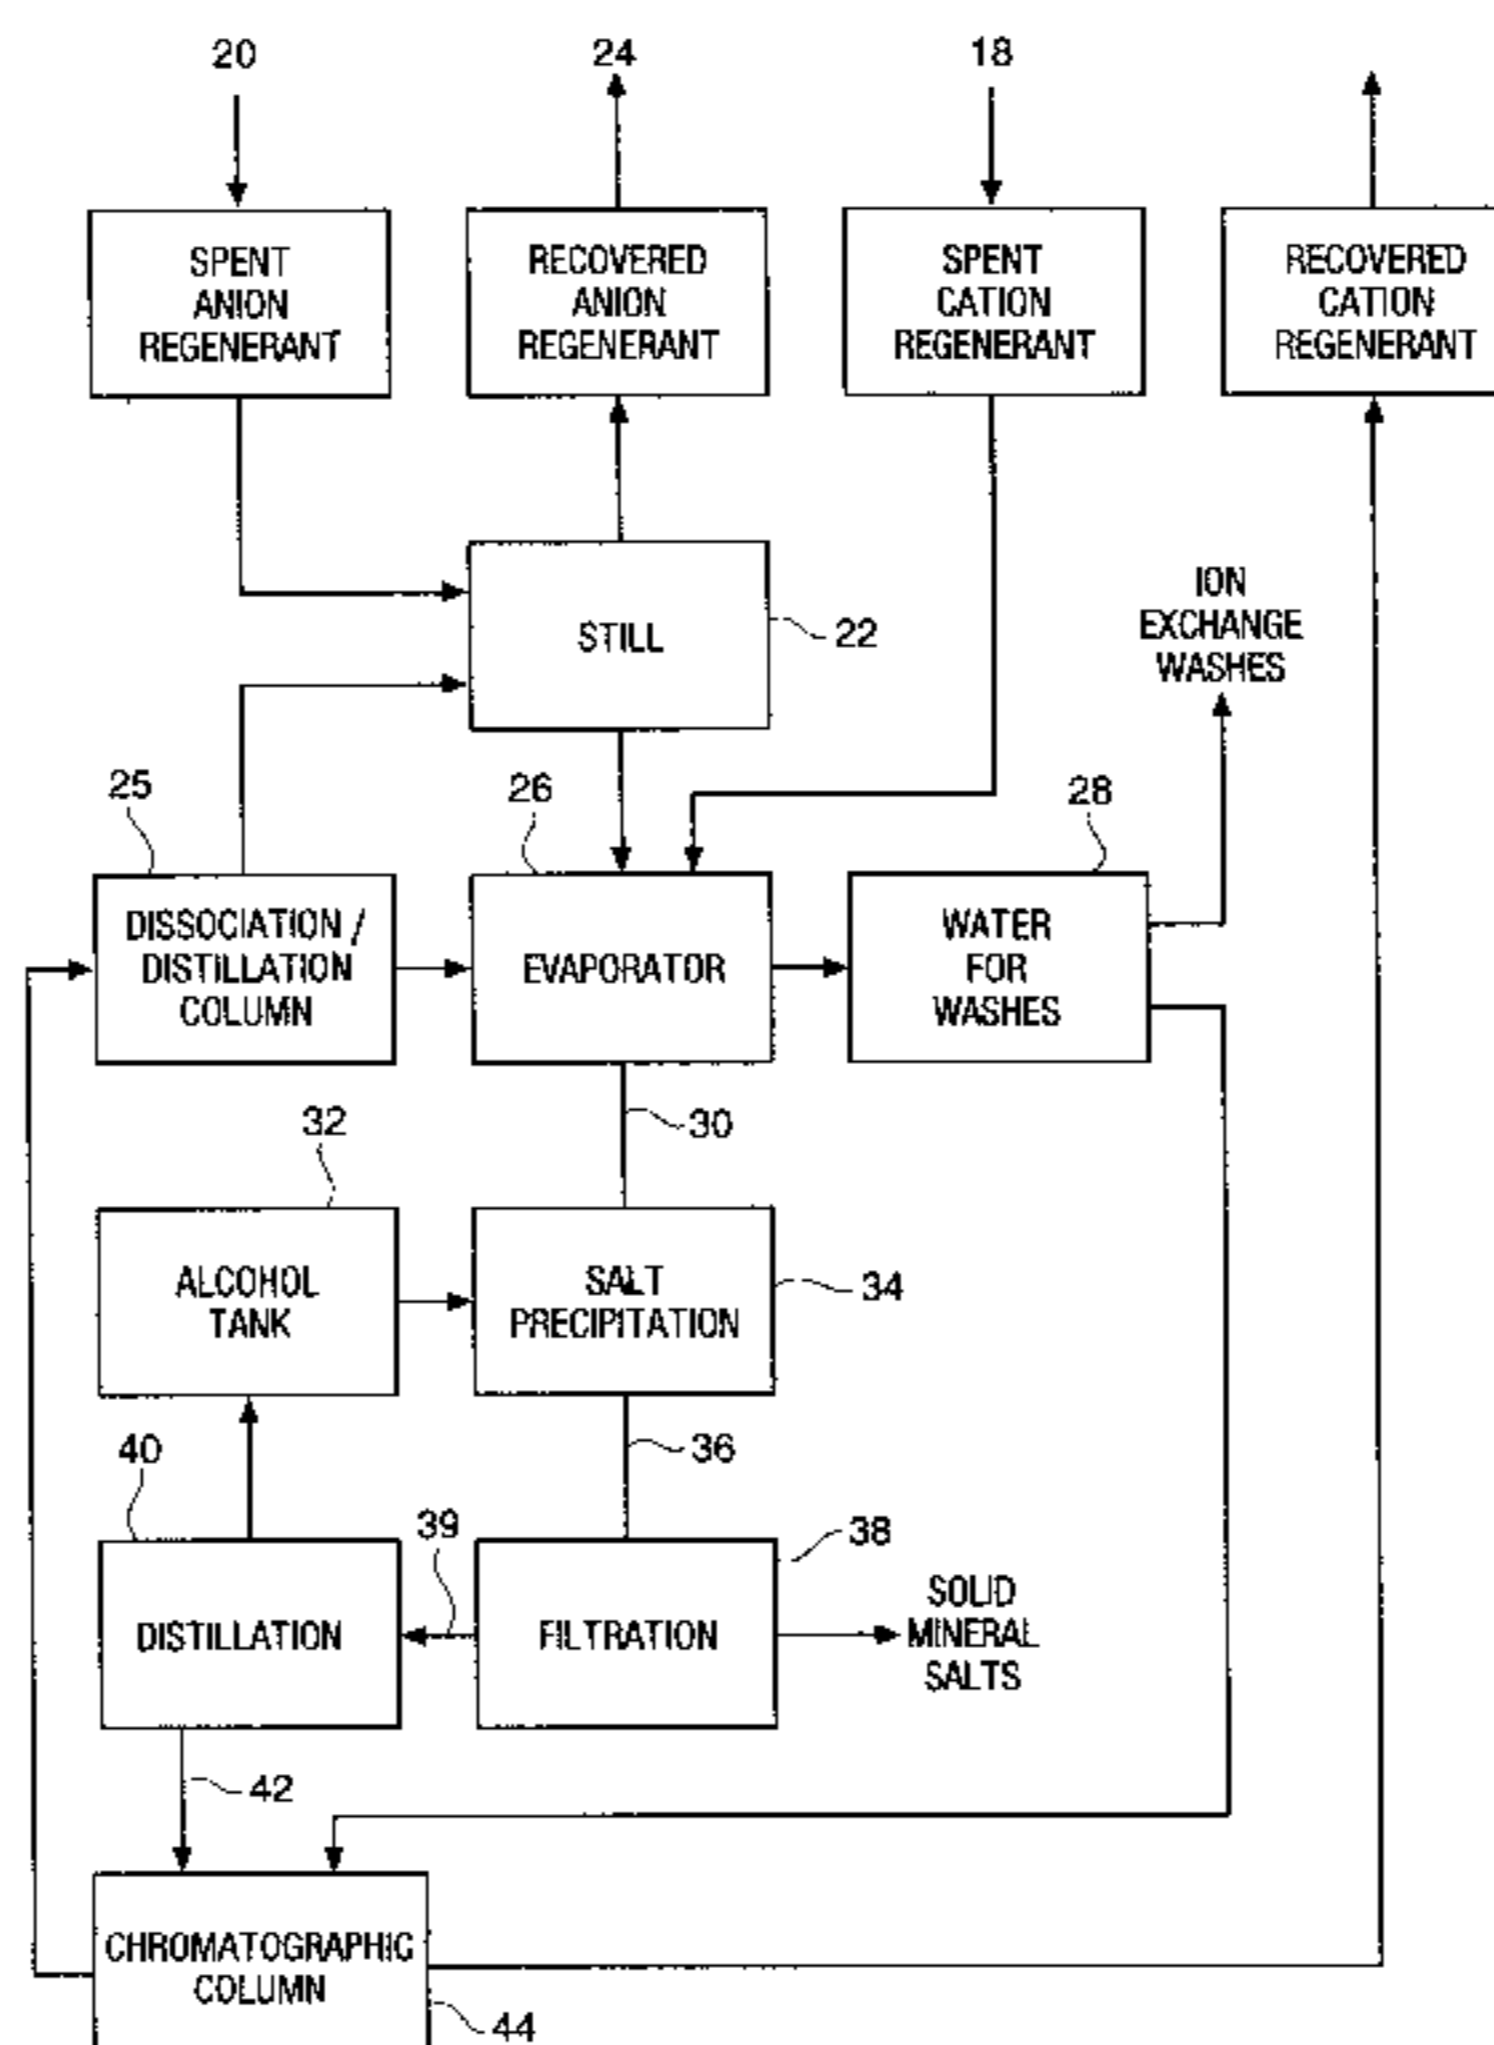 20
24
18
SPENT
ANION
REGENERANT
RECOVERED
ANION
REGENERANT
SPENT
CATION
REGENERANT
RECOVERED
CATION
REGENERANT
STILL
22
ION
EXCHANGE
WASHES
25
26
28
DISSOCIATION /
DISTILLATION
COLUMN
EVAPORATOR
WATER
FOR
WASHES
30
32
ALCOHOL
TANK
SALT
PRECIPITATION
34
36
40
39
38
DISTILLATION
FILTRATION
SOLID
MINERAL
SALTS
42
CHROMATOGRAPHIC
COLUMN
44